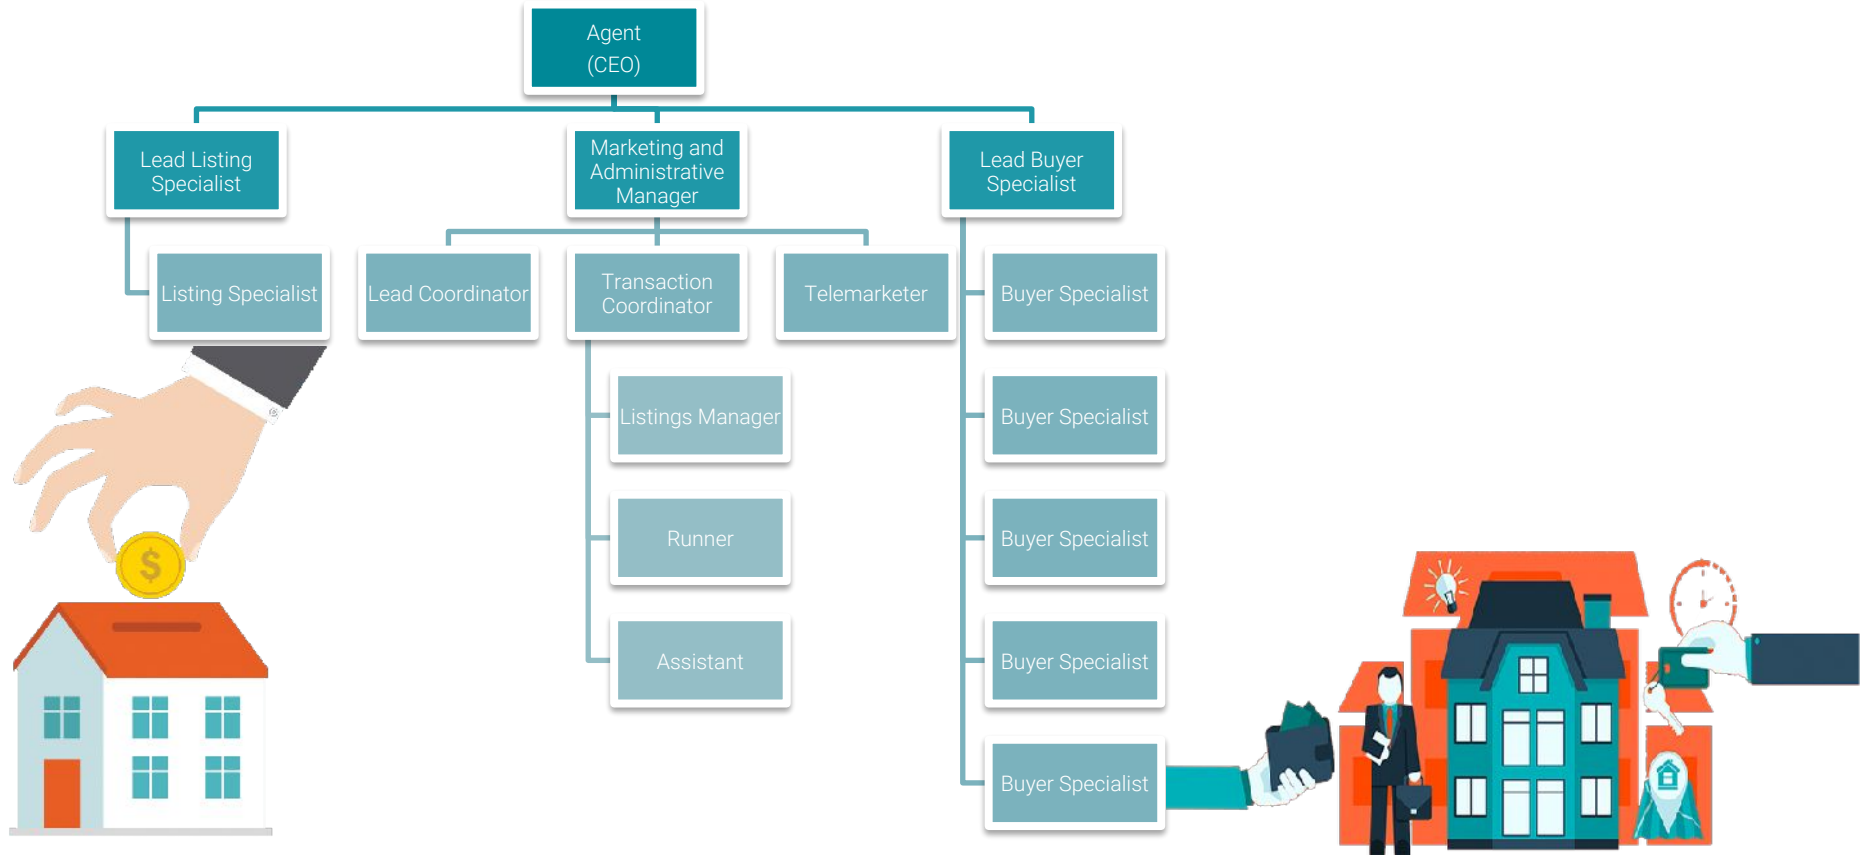 Agent
(CEO)
Lead Listing
Specialist
Marketing and
Administrative
Manager
Lead Buyer
Specialist
Listing Specialist
Lead Coordinator
Transaction
Coordinator
Telemarketer
Buyer Specialist
Listings Manager
Buyer Specialist
Runner
Buyer Specialist
Assistant
Buyer Specialist
Buyer Specialist
$